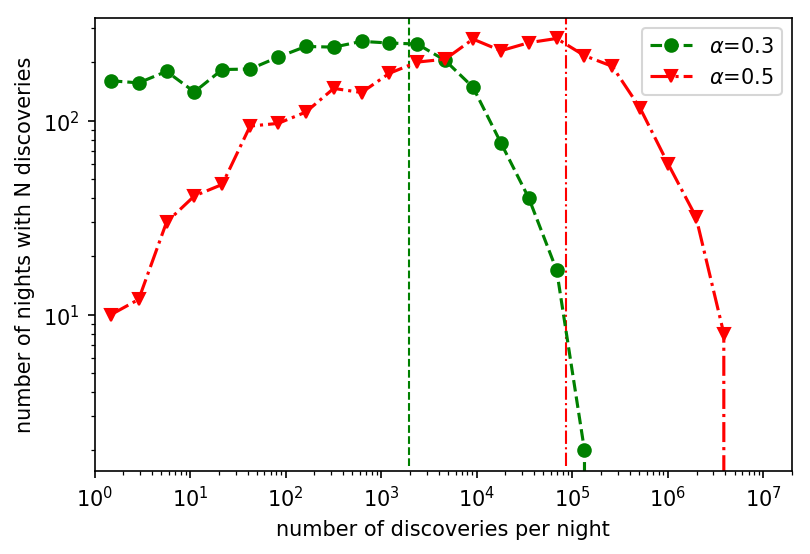 number of nights with N discoveries
10²
10¹
α=0.3
α=0.5
10⁰ 10¹ 10² 10³ 10⁴ 10⁵ 10⁶ 10⁷
number of discoveries per night